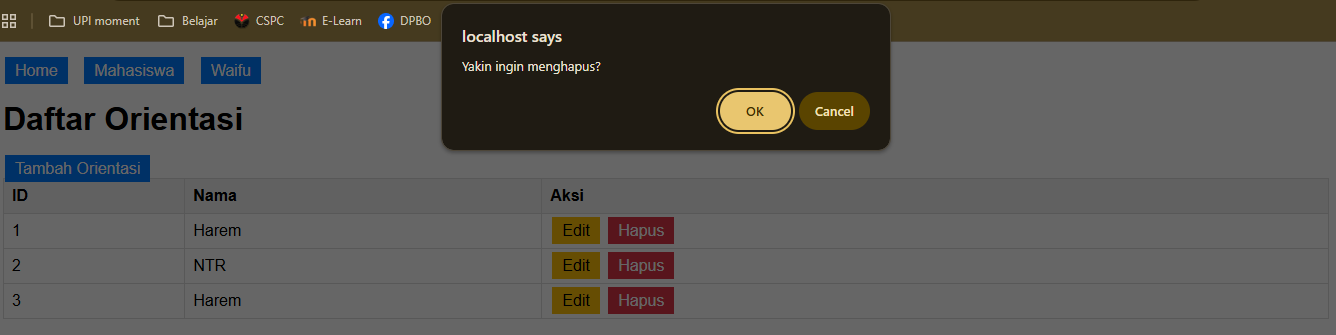 UPI moment Belajar CSPC E-Learn DPBO
localhost says
Yakin ingin menghapus?
OK Cancel
Home Mahasiswa Waifu
Daftar Orientasi
Tambah Orientasi
ID Nama Aksi
1 Harem Edit Hapus
2 NTR Edit Hapus
3 Harem Edit Hapus